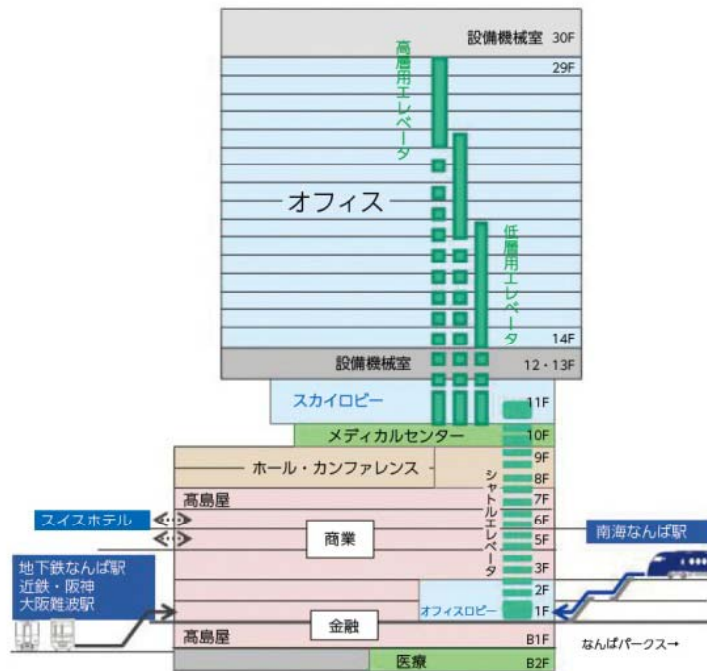 設備機械室 30F
29F
高層用エレベータ
オフィス
低層用エレベータ
14F
設備機械室 12・13F
スカイロビー 11F
メディカルセンター 10F
ホール・カンファレンス
9F
8F
髙島屋
7F
6F
5F
3F
2F
1F
シャトルエレベータ
商業
スイスホテル
南海なんば駅
地下鉄なんば駅
近鉄・阪神
大阪難波駅
オフィスロビー
金融
髙島屋
B1F
なんばパークス→
医療
B2F